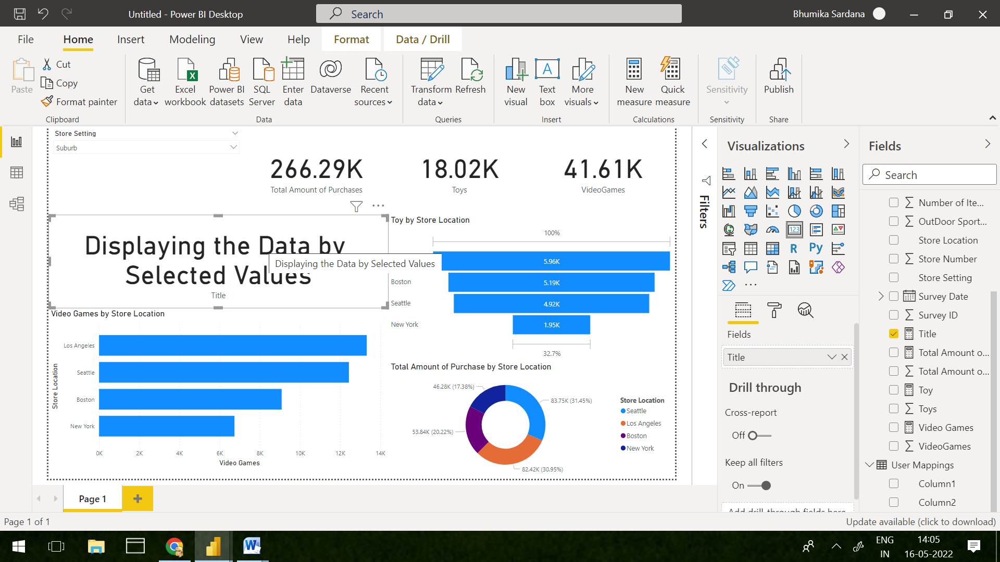 Untitled - Power BI Desktop
Search
Bhumika Sardana
File Home Insert Modeling View Help Format Data / Drill
Paste
Cut
Copy
Format painter
Get data
Excel workbook
Power BI datasets
SQL Server
Enter data
Dataverse
Recent sources
Transform data
Refresh
New visual
A
Text box
More visuals
New measure
Quick measure
Sensitivity
Publish
Clipboard Data Queries Insert Calculations Sensitivity Share
Store Setting
Suburb
266.29K
Total Amount of Purchases
18.02K
Toys
41.61K
VideoGames
Displaying the Data by
Selected Values
Title
Displaying the Data by Selected Values
Toy by Store Location
100%
5.96K
Boston 5.19K
Seattle 4.92K
New York 1.95K
32.7%
Video Games by Store Location
Store Location
Los Angeles
Seattle
Boston
New York
0K 2K 4K 6K 8K 10K 12K 14K
Video Games
Total Amount of Purchase by Store Location
46.28K (17.38%)
83.75K (31.45%)
53.84K (20.22%)
82.42K (30.95%)
Store Location
Seattle
Los Angeles
Boston
New York
Filters
Visualizations
123
R
Py
Fields
Title
Drill through
Cross-report
Off
Keep all filters
On
Add drill-through fields here
Fields
Search
Number of Ite...
OutDoor Sport...
Store Location
Store Number
Store Setting
Survey Date
Survey ID
Title
Total Amount o...
Total Amount o...
Toy
Toys
Video Games
VideoGames
User Mappings
Column1
Column2
Page 1
Page 1 of 1
Update available (click to download)
ENG
IN
14:05
16-05-2022